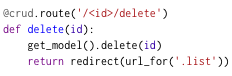 @crud.route('/<id>/delete')
def delete(id):
    get_model().delete(id)
    return redirect(url_for('.list'))